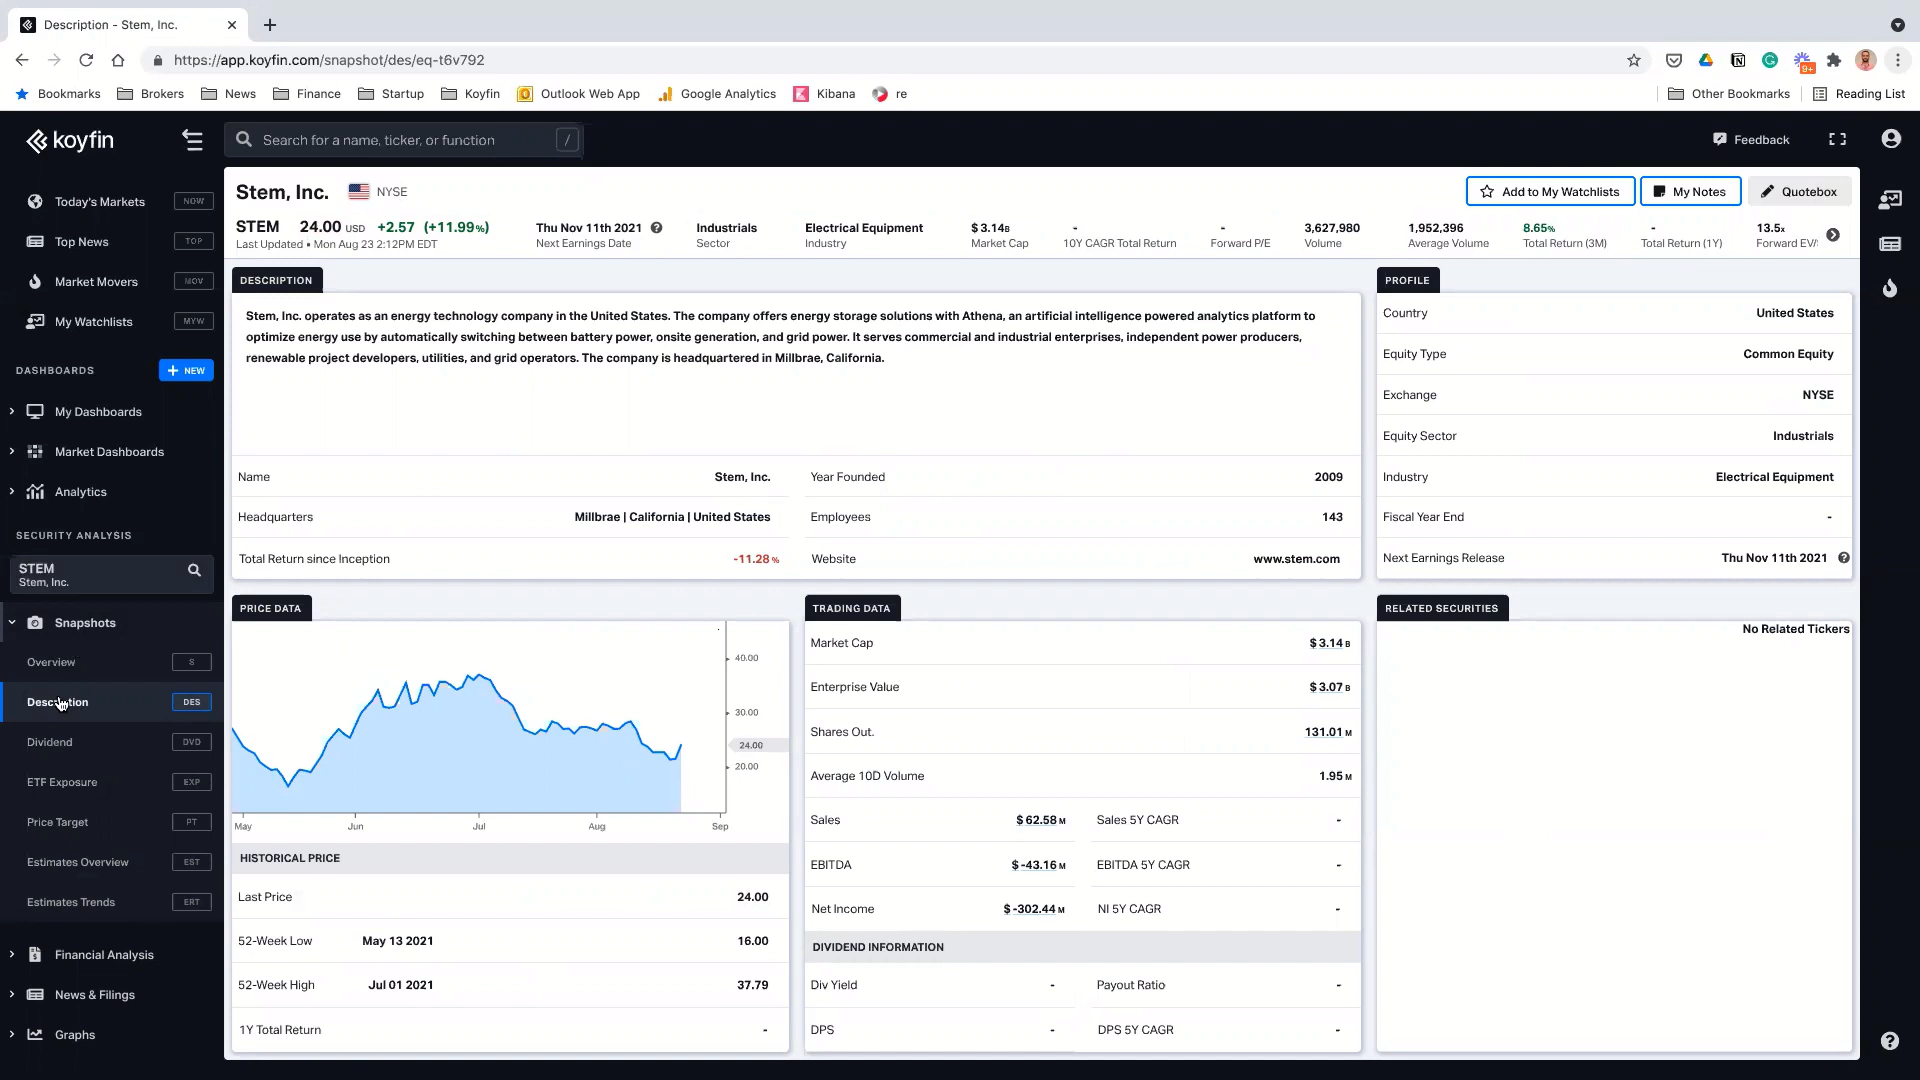 Description - Stem, Inc.
https://app.koyfin.com/snapshot/des/eq-t6v792
9+
Bookmarks Brokers News Finance Startup Koyfin Outlook Web App Google Analytics Kibana re Other Bookmarks Reading List
koyfin
Search for a name, ticker, or function /
Feedback
Today's Markets NOW
Top News TOP
Market Movers MOV
My Watchlists MYW
DASHBOARDS + NEW
My Dashboards
Market Dashboards
Analytics
SECURITY ANALYSIS
STEM
Stem, Inc.
Snapshots
Overview S
Description DES
Dividend DVD
ETF Exposure EXP
Price Target PT
Estimates Overview EST
Estimates Trends ERT
Financial Analysis
News & Filings
Graphs
Stem, Inc. NYSE
Add to My Watchlists My Notes Quotebox
STEM 24.00 USD +2.57 (+11.99%)
Last Updated • Mon Aug 23 2:12PM EDT
Thu Nov 11th 2021
Next Earnings Date
Industrials
Sector
Electrical Equipment
Industry
$ 3.14B
Market Cap
-
10Y CAGR Total Return
-
Forward P/E
3,627,980
Volume
1,952,396
Average Volume
8.65%
Total Return (3M)
-
Total Return (1Y)
13.5x
Forward EV/
DESCRIPTION
Stem, Inc. operates as an energy technology company in the United States. The company offers energy storage solutions with Athena, an artificial intelligence powered analytics platform to
optimize energy use by automatically switching between battery power, onsite generation, and grid power. It serves commercial and industrial enterprises, independent power producers,
renewable project developers, utilities, and grid operators. The company is headquartered in Millbrae, California.
Name Stem, Inc.
Year Founded 2009
Headquarters Millbrae | California | United States
Employees 143
Total Return since Inception -11.28 %
Website www.stem.com
PROFILE
Country United States
Equity Type Common Equity
Exchange NYSE
Equity Sector Industrials
Industry Electrical Equipment
Fiscal Year End -
Next Earnings Release Thu Nov 11th 2021
PRICE DATA
40.00
30.00
24.00
20.00
May Jun Jul Aug Sep
HISTORICAL PRICE
Last Price 24.00
52-Week Low May 13 2021 16.00
52-Week High Jul 01 2021 37.79
1Y Total Return -
TRADING DATA
Market Cap $ 3.14 B
Enterprise Value $ 3.07 B
Shares Out. 131.01 M
Average 10D Volume 1.95 M
Sales $ 62.58 M Sales 5Y CAGR -
EBITDA $ -43.16 M EBITDA 5Y CAGR -
Net Income $ -302.44 M NI 5Y CAGR -
DIVIDEND INFORMATION
Div Yield - Payout Ratio -
DPS - DPS 5Y CAGR -
RELATED SECURITIES
No Related Tickers